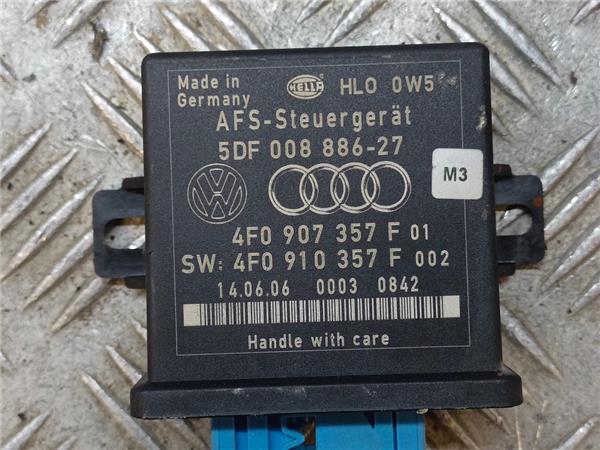 Made in
Germany
HELLA
HLO 0W5
AFS-Steuergerät
5DF 008 886-27
M3
4F0 907 357 F 01
SW: 4F0 910 357 F 002
14.06.06 0003 0842
Handle with care